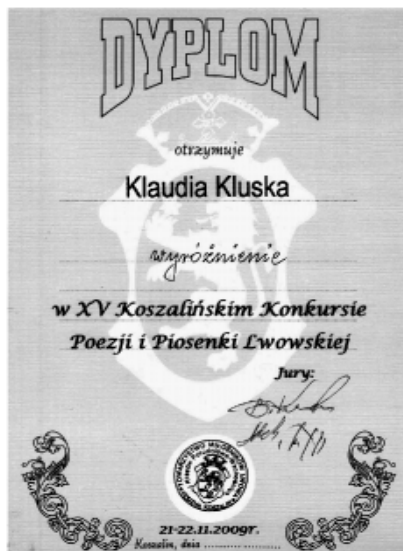 DYPLOM
otrzymuje
Klaudia Kluska
wyróżnienie
w XV Koszalińskim Konkursie
Poezji i Piosenki Lwowskiej
Jury:
21-22.11.2009r.
Koszalin, dnia